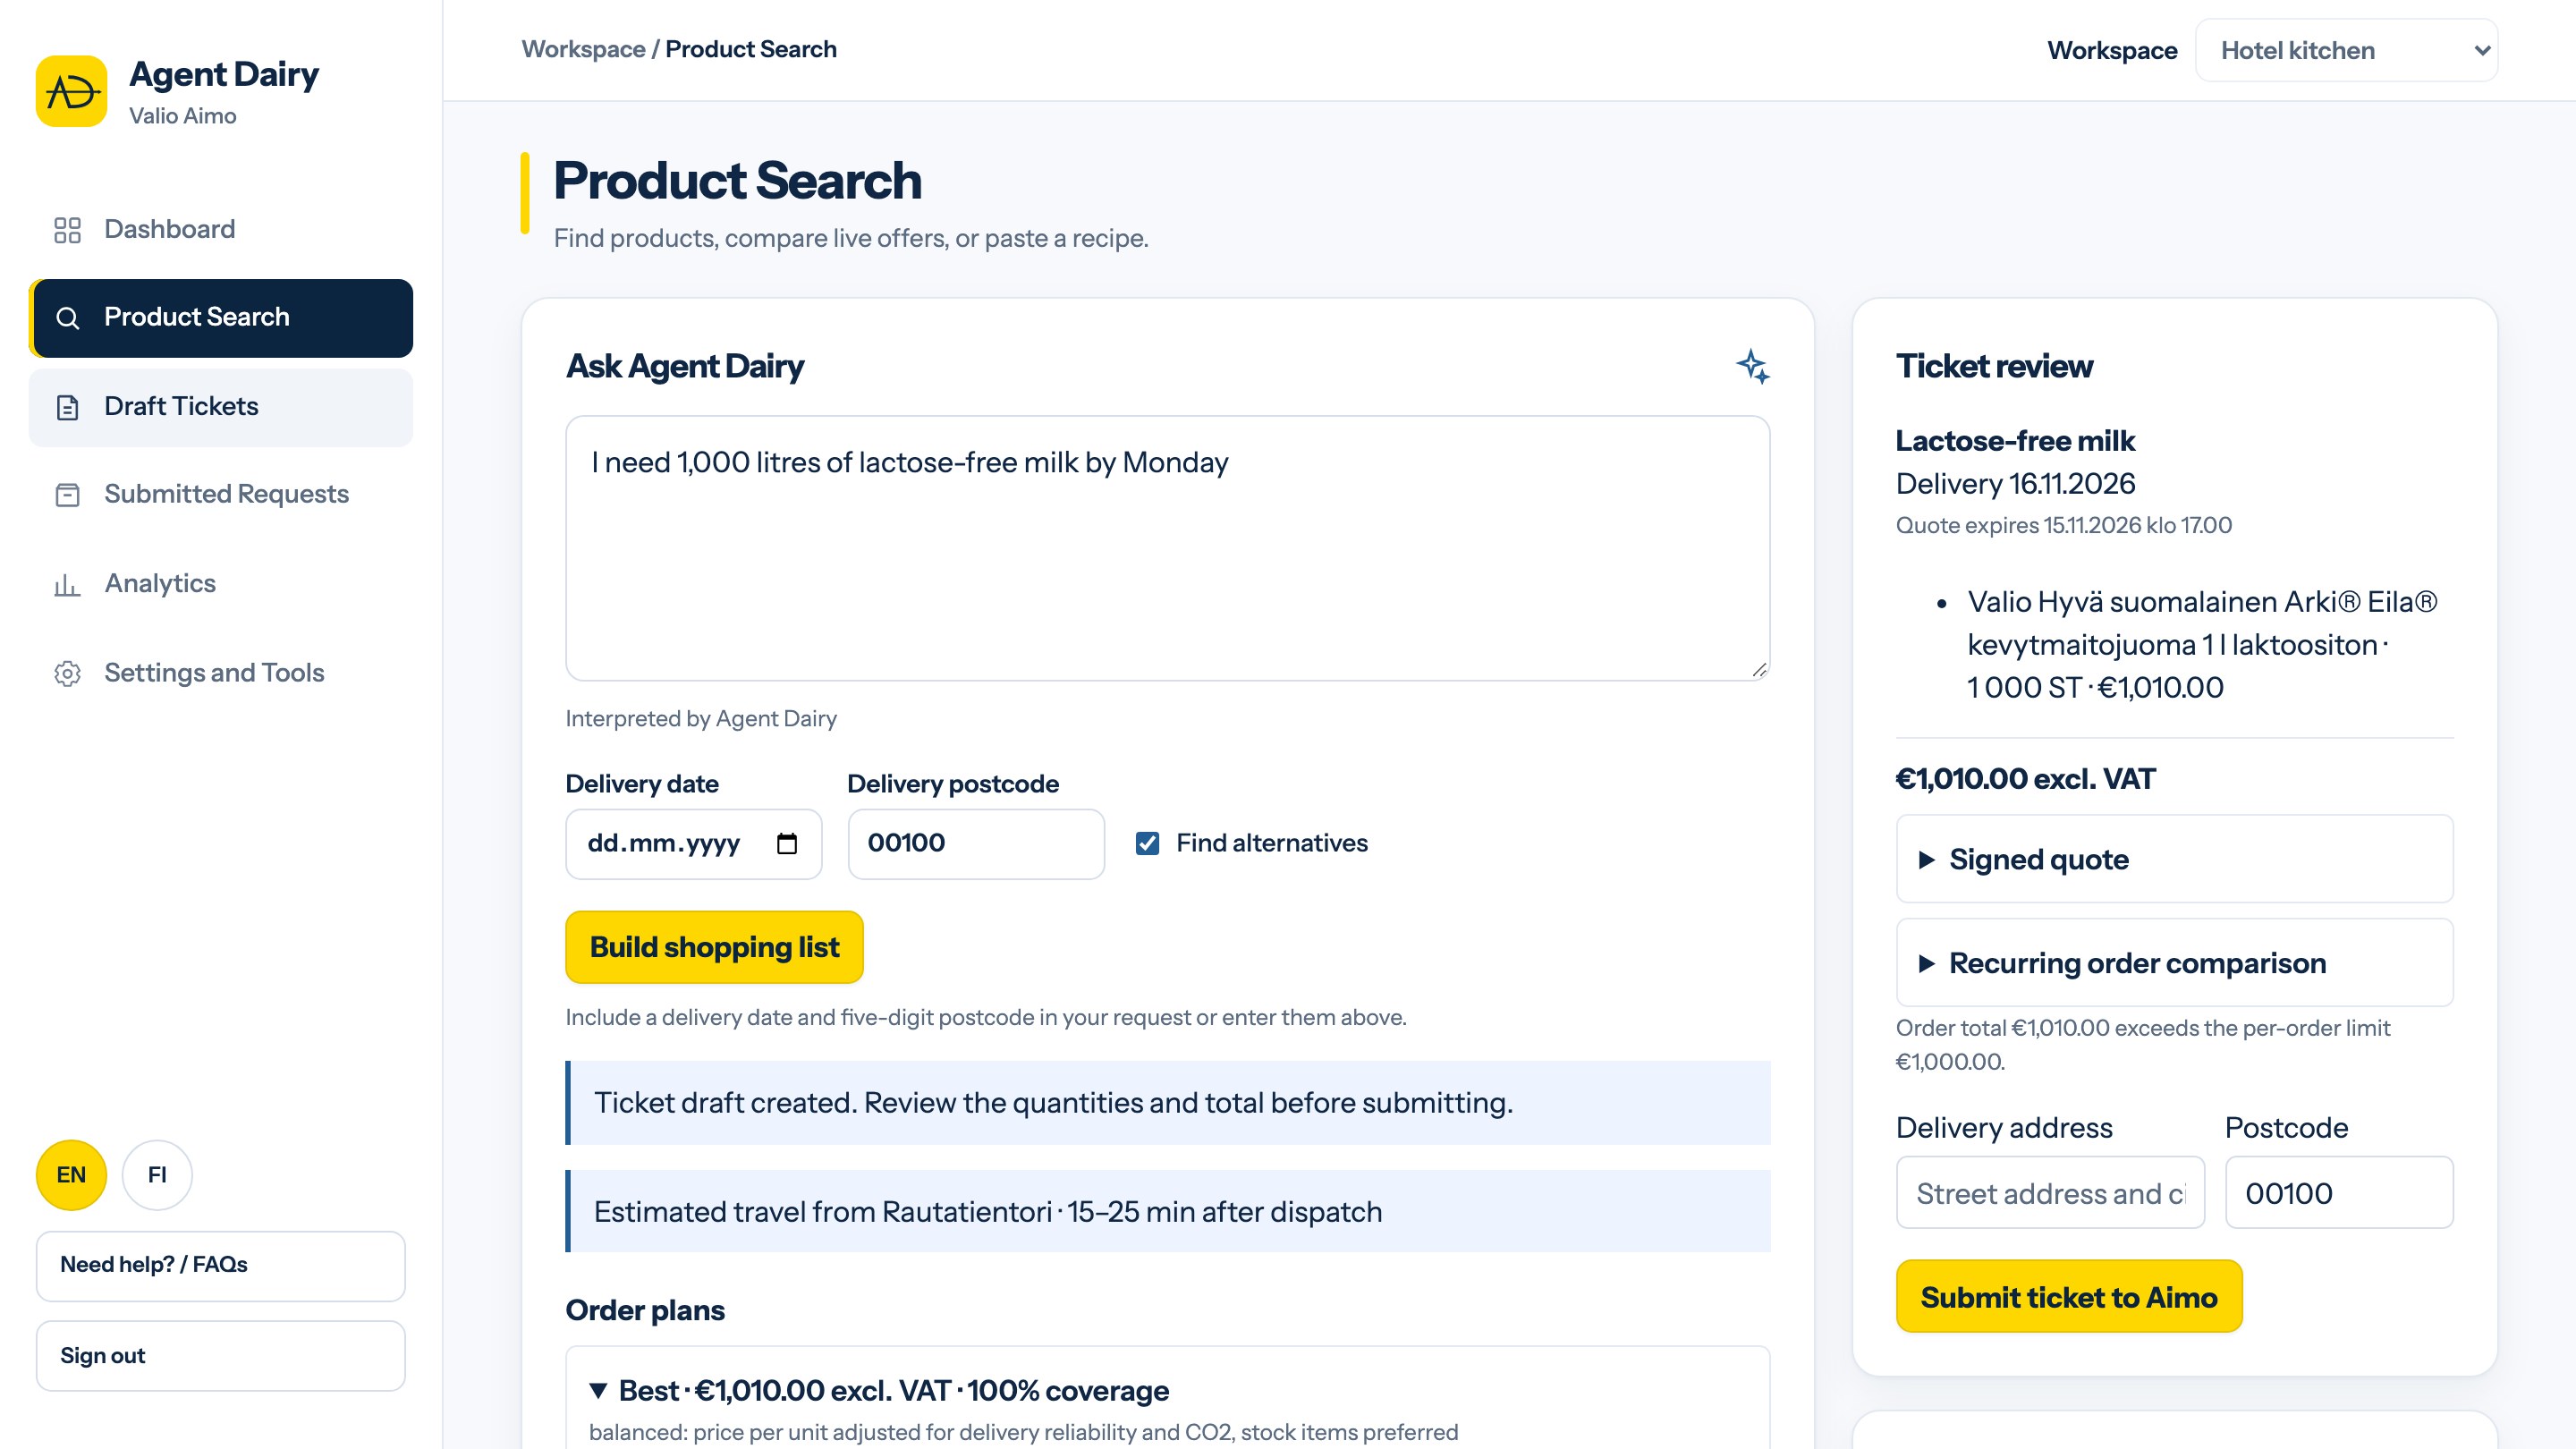 Agent Dairy
Valio Aimo
Dashboard
Product Search
Draft Tickets
Submitted Requests
Analytics
Settings and Tools
EN
FI
Need help? / FAQs
Sign out
Workspace / Product Search
Workspace
Hotel kitchen
Product Search
Find products, compare live offers, or paste a recipe.
Ask Agent Dairy
I need 1,000 litres of lactose-free milk by Monday
Interpreted by Agent Dairy
Delivery date
Delivery postcode
dd.mm.yyyy
00100
Find alternatives
Build shopping list
Include a delivery date and five-digit postcode in your request or enter them above.
Ticket draft created. Review the quantities and total before submitting.
Estimated travel from Rautatientori · 15–25 min after dispatch
Order plans
Best · €1,010.00 excl. VAT · 100% coverage
balanced: price per unit adjusted for delivery reliability and CO2, stock items preferred
Ticket review
Lactose-free milk
Delivery 16.11.2026
Quote expires 15.11.2026 klo 17.00
• Valio Hyvä suomalainen Arki® Eila®
kevytmaitojuoma 1 l laktoositon ·
1 000 ST · €1,010.00
€1,010.00 excl. VAT
Signed quote
Recurring order comparison
Order total €1,010.00 exceeds the per-order limit
€1,000.00.
Delivery address
Postcode
Street address and ci
00100
Submit ticket to Aimo